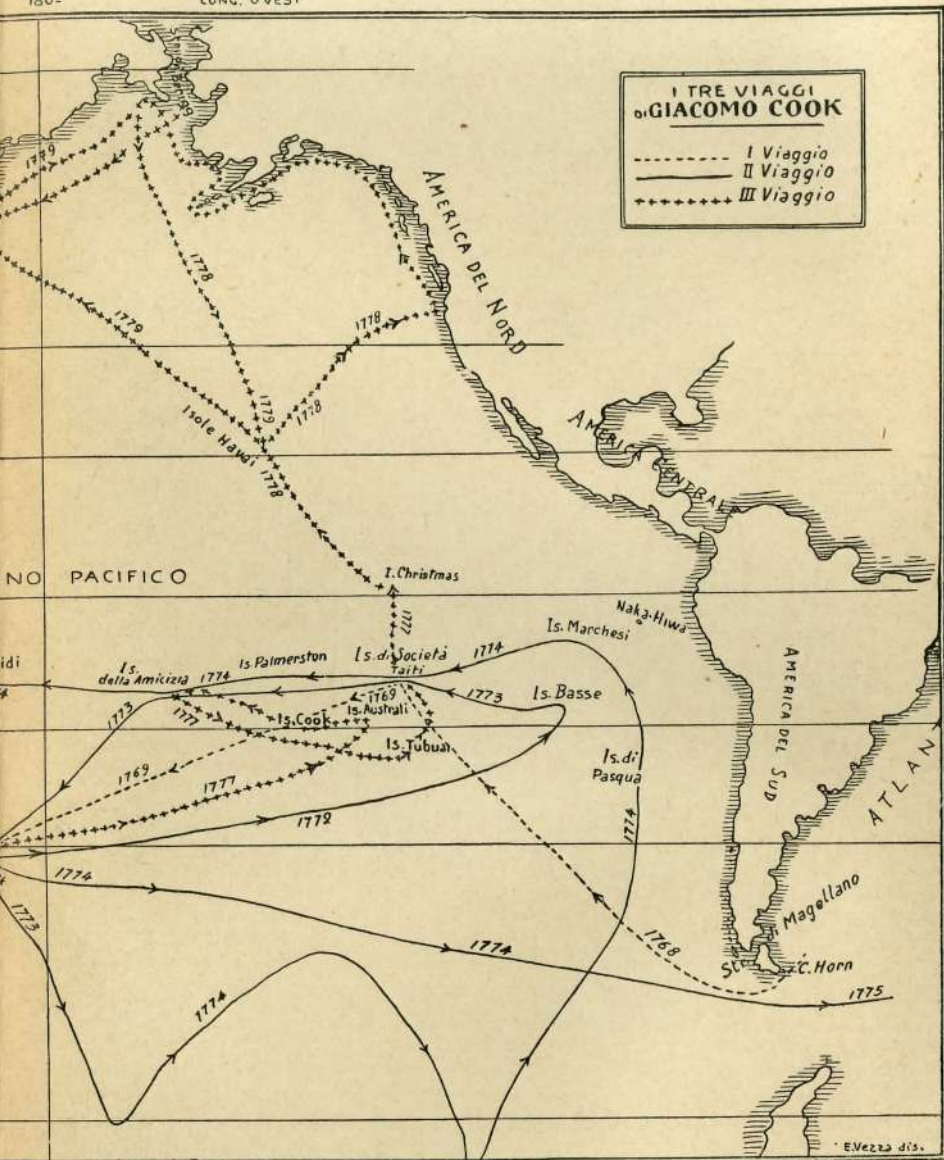 180-
LONG. OVEST
I TRE VIAGGI
DI GIACOMO COOK
I Viaggio
II Viaggio
III Viaggio
AMERICA DEL NORD
1779
1778
1779
1778
1779
1778
Isole Havai
1778
AMERICA CENTRALE
NO PACIFICO
I. Christmas
1777
Naka-Hiwa
Is. Marchesi
1774
idi
Is.
della Amicizia
1774
Is Palmerston
Is. di Società
Taiti
1769
1773
Is. Basse
1773
1777
Is. Cook
Is. Australi
Is. Tubuai
1769
1777
1772
Is. di
Pasqua
1774
AMERICA DEL SUD
ATLAN
1774
1773
1774
1774
1768
Str. di Magellano
C. Horn
1775
E. Vezza dis.